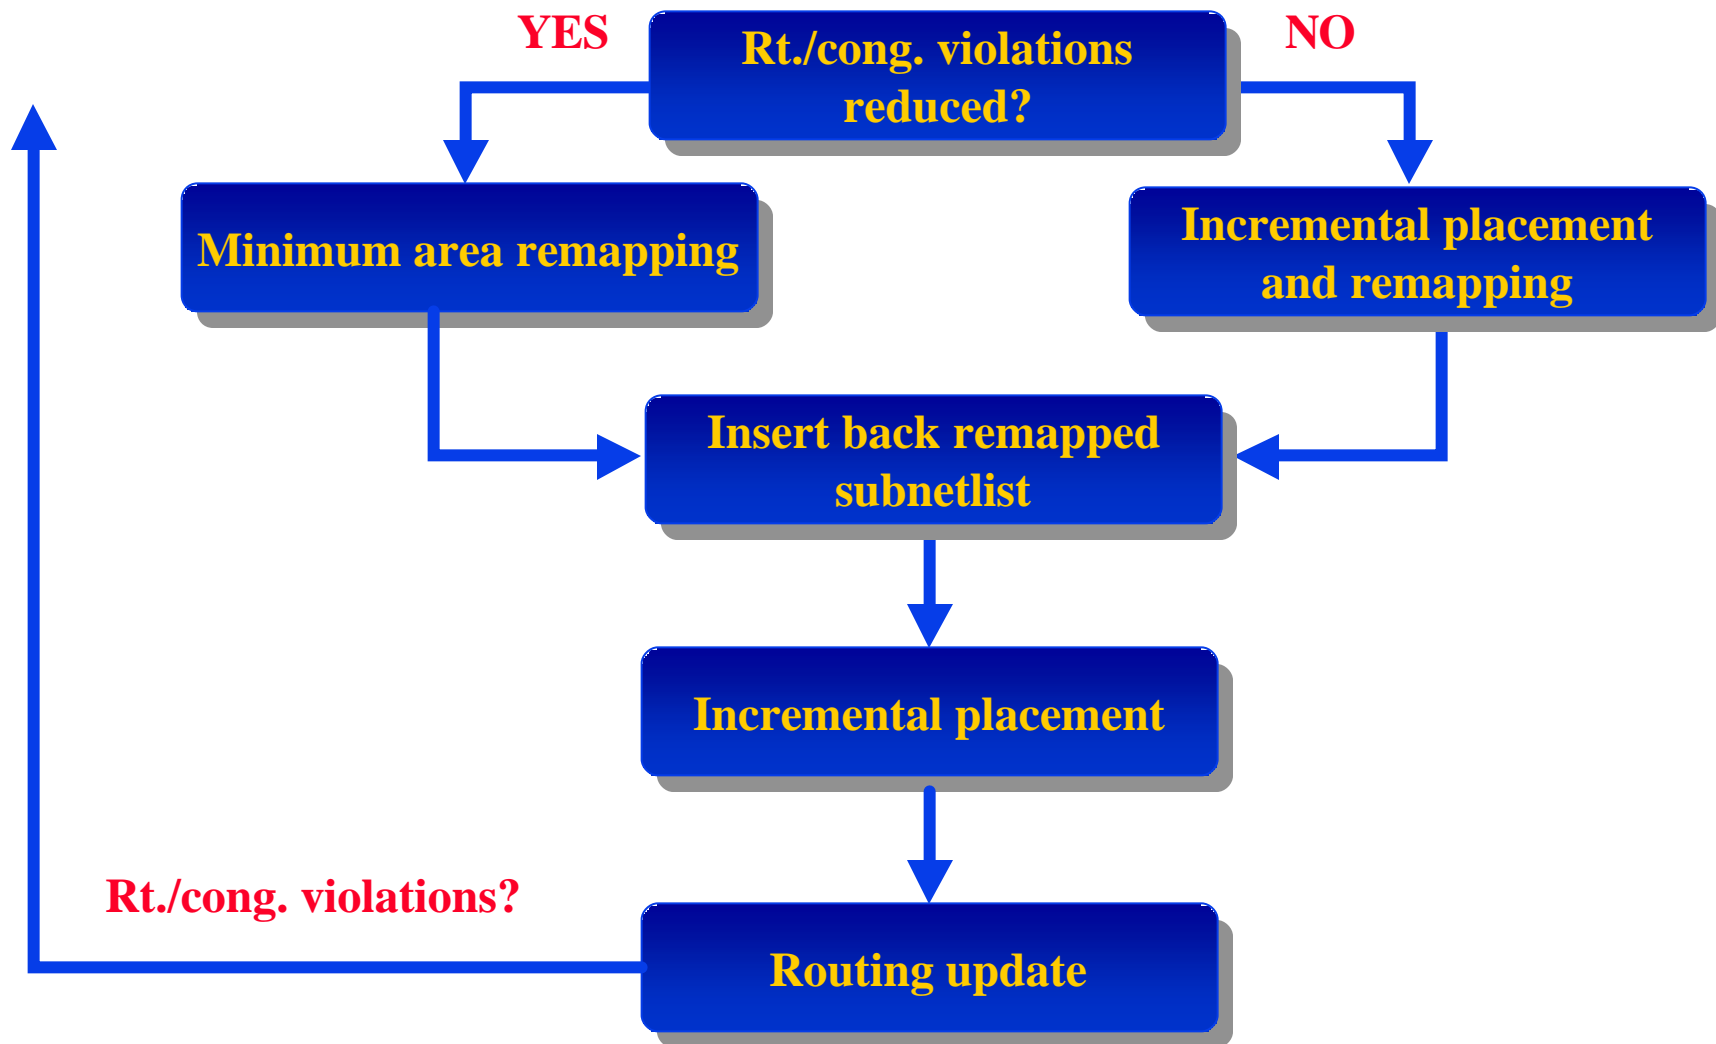 YES
Rt./cong. violations
reduced?
NO
Minimum area remapping
Incremental placement
and remapping
Insert back remapped
subnetlist
Incremental placement
Rt./cong. violations?
Routing update